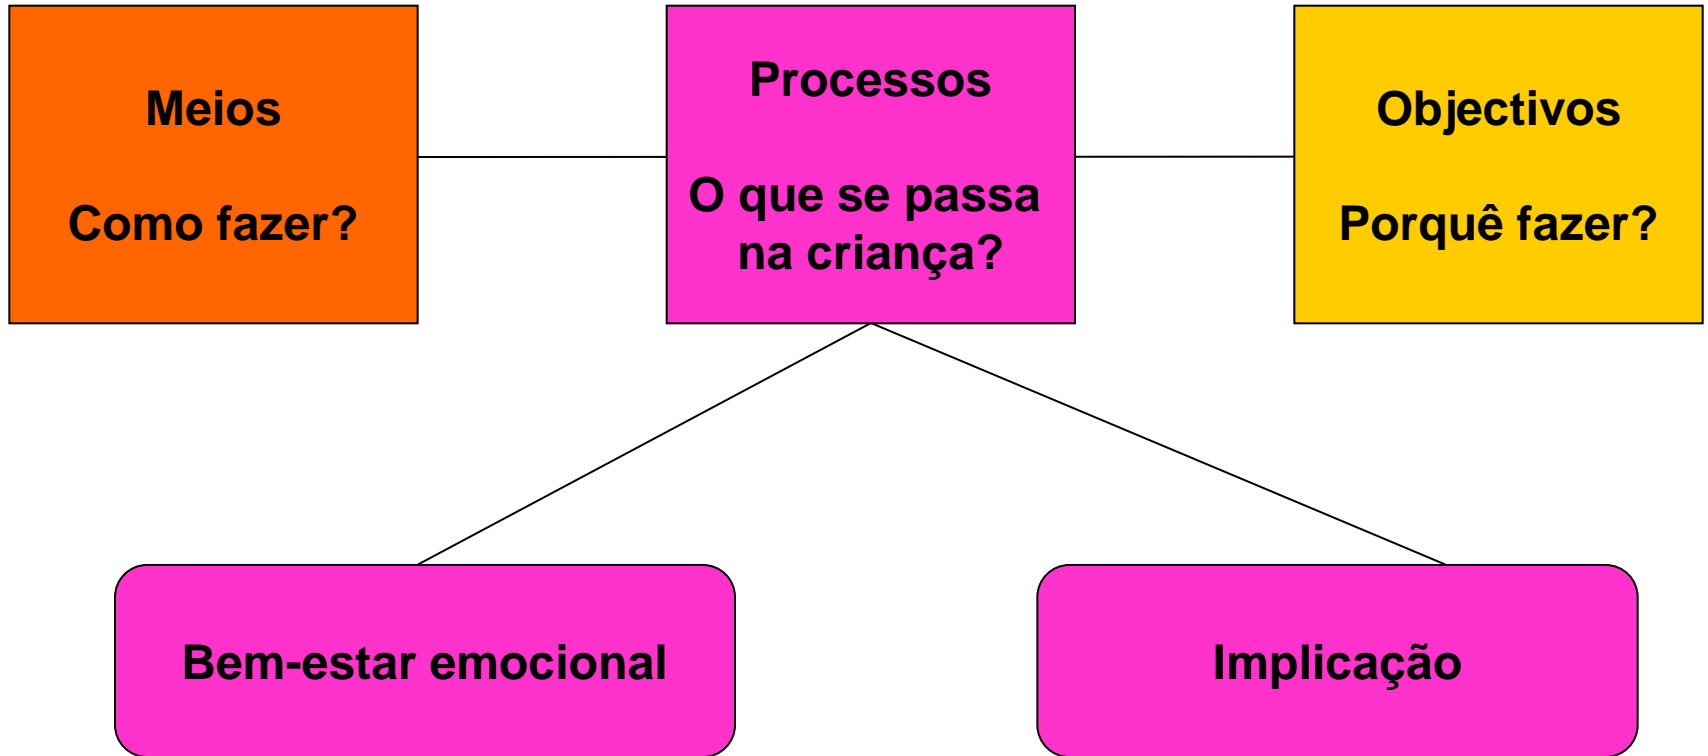 Meios
Como fazer?
Processos
O que se passa
na criança?
Objectivos
Porquê fazer?
Bem-estar emocional
Implicação